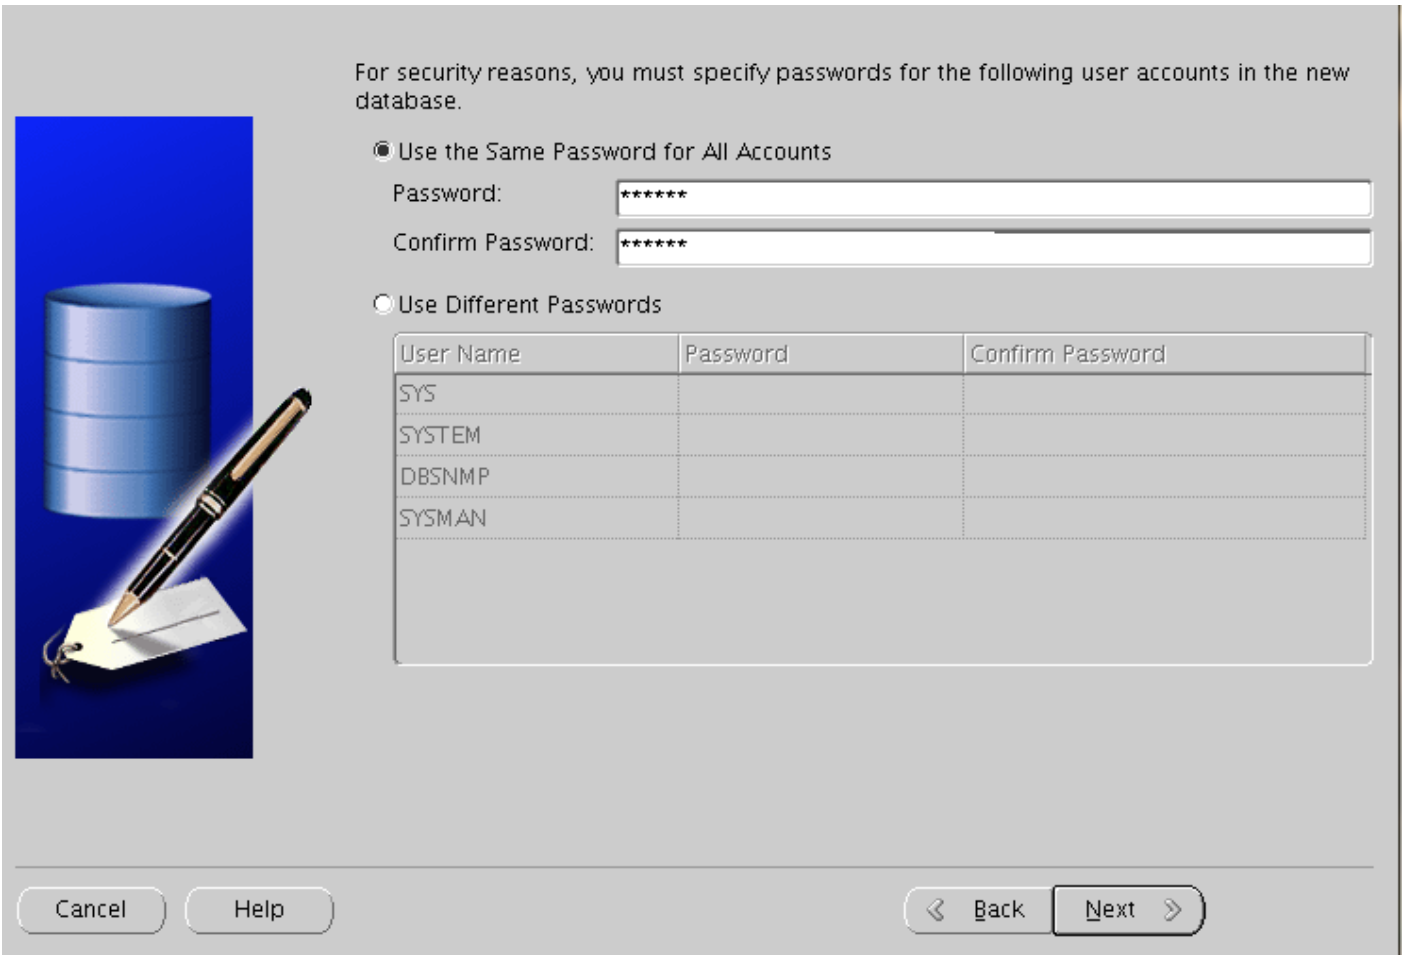 For security reasons, you must specify passwords for the following user accounts in the new
database.
Use the Same Password for All Accounts
Password: ******
Confirm Password: ******
Use Different Passwords
User Name Password Confirm Password
SYS
SYSTEM
DBSNMP
SYSMAN
Cancel Help Back Next